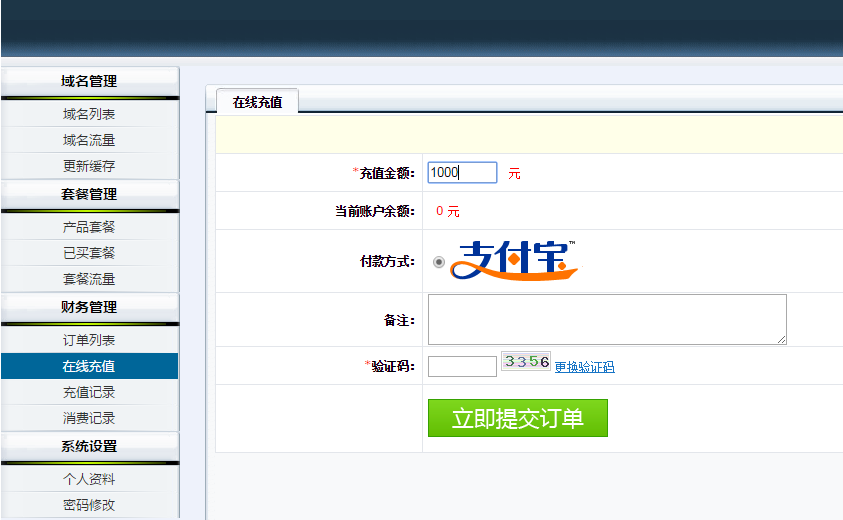 域名管理
域名列表
域名流量
更新缓存
套餐管理
产品套餐
已买套餐
套餐流量
财务管理
订单列表
在线充值
充值记录
消费记录
系统设置
个人资料
密码修改
在线充值
*充值金额： 1000 元
当前账户余额： 0 元
付款方式： 支付宝™
备注：
*验证码： 3356 更换验证码
立即提交订单